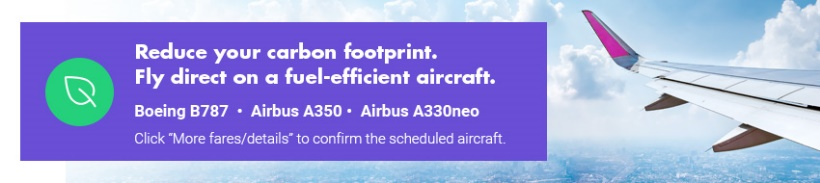 Reduce your carbon footprint.
Fly direct on a fuel-efficient aircraft.
Boeing B787 • Airbus A350 • Airbus A330neo
Click “More fares/details” to confirm the scheduled aircraft.